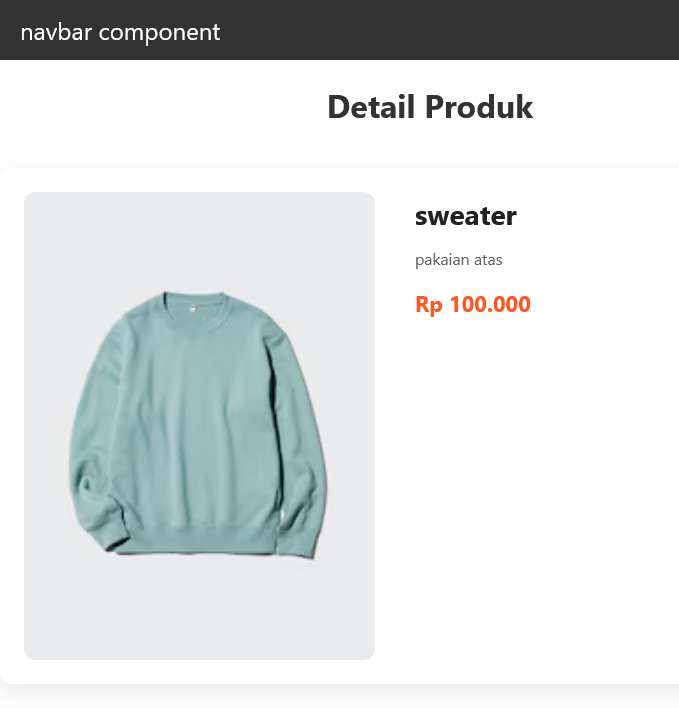 navbar component
Detail Produk
sweater
pakaian atas
Rp 100.000